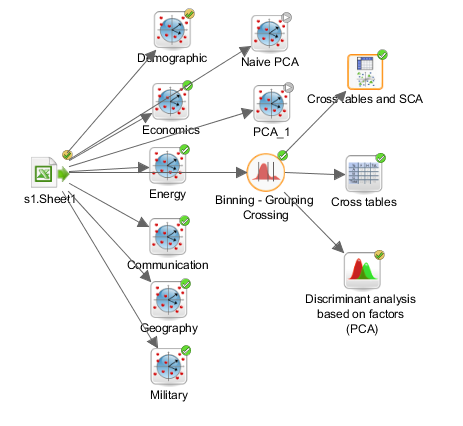 Damographic
Naive PCA
Cross tables and SCA
Economics
PCA_1
s1.Sheet1
Energy
Binning - Grouping
Crossing
Cross tables
Communication
Geography
Discriminant analysis
based on factors
(PCA)
Military